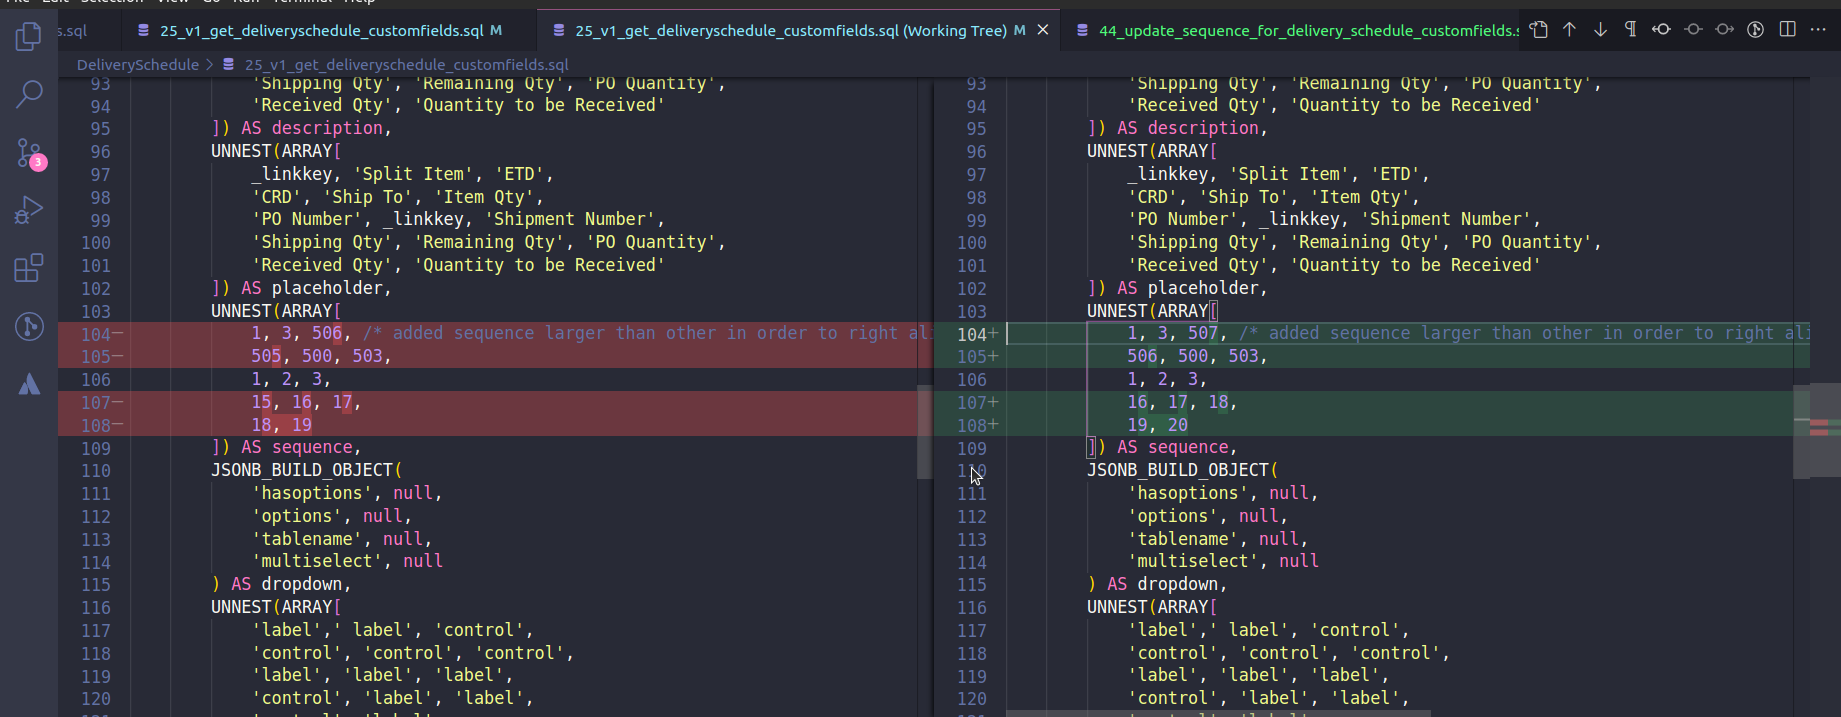 File Edit Selection View Go Run Terminal Help
s.sql
25_v1_get_deliveryschedule_customfields.sql M
25_v1_get_deliveryschedule_customfields.sql (Working Tree) M
44_update_sequence_for_delivery_schedule_customfields.s
DeliverySchedule > 25_v1_get_deliveryschedule_customfields.sql
3
93 'Shipping Qty', 'Remaining Qty', 'PO Quantity',
94 'Received Qty', 'Quantity to be Received'
95 ]) AS description,
96 UNNEST(ARRAY[
97 _linkkey, 'Split Item', 'ETD',
98 'CRD', 'Ship To', 'Item Qty',
99 'PO Number', _linkkey, 'Shipment Number',
100 'Shipping Qty', 'Remaining Qty', 'PO Quantity',
101 'Received Qty', 'Quantity to be Received'
102 ]) AS placeholder,
103 UNNEST(ARRAY[
104− 1, 3, 506, /* added sequence larger than other in order to right al
105− 505, 500, 503,
106 1, 2, 3,
107− 15, 16, 17,
108− 18, 19
109 ]) AS sequence,
110 JSONB_BUILD_OBJECT(
111 'hasoptions', null,
112 'options', null,
113 'tablename', null,
114 'multiselect', null
115 ) AS dropdown,
116 UNNEST(ARRAY[
117 'label',' label', 'control',
118 'control', 'control', 'control',
119 'label', 'label', 'label',
120 'control', 'label', 'label',
93 'Shipping Qty', 'Remaining Qty', 'PO Quantity',
94 'Received Qty', 'Quantity to be Received'
95 ]) AS description,
96 UNNEST(ARRAY[
97 _linkkey, 'Split Item', 'ETD',
98 'CRD', 'Ship To', 'Item Qty',
99 'PO Number', _linkkey, 'Shipment Number',
100 'Shipping Qty', 'Remaining Qty', 'PO Quantity',
101 'Received Qty', 'Quantity to be Received'
102 ]) AS placeholder,
103 UNNEST(ARRAY[
104+ 1, 3, 507, /* added sequence larger than other in order to right ali
105+ 506, 500, 503,
106 1, 2, 3,
107+ 16, 17, 18,
108+ 19, 20
109 ]) AS sequence,
110 JSONB_BUILD_OBJECT(
111 'hasoptions', null,
112 'options', null,
113 'tablename', null,
114 'multiselect', null
115 ) AS dropdown,
116 UNNEST(ARRAY[
117 'label',' label', 'control',
118 'control', 'control', 'control',
119 'label', 'label', 'label',
120 'control', 'label', 'label',